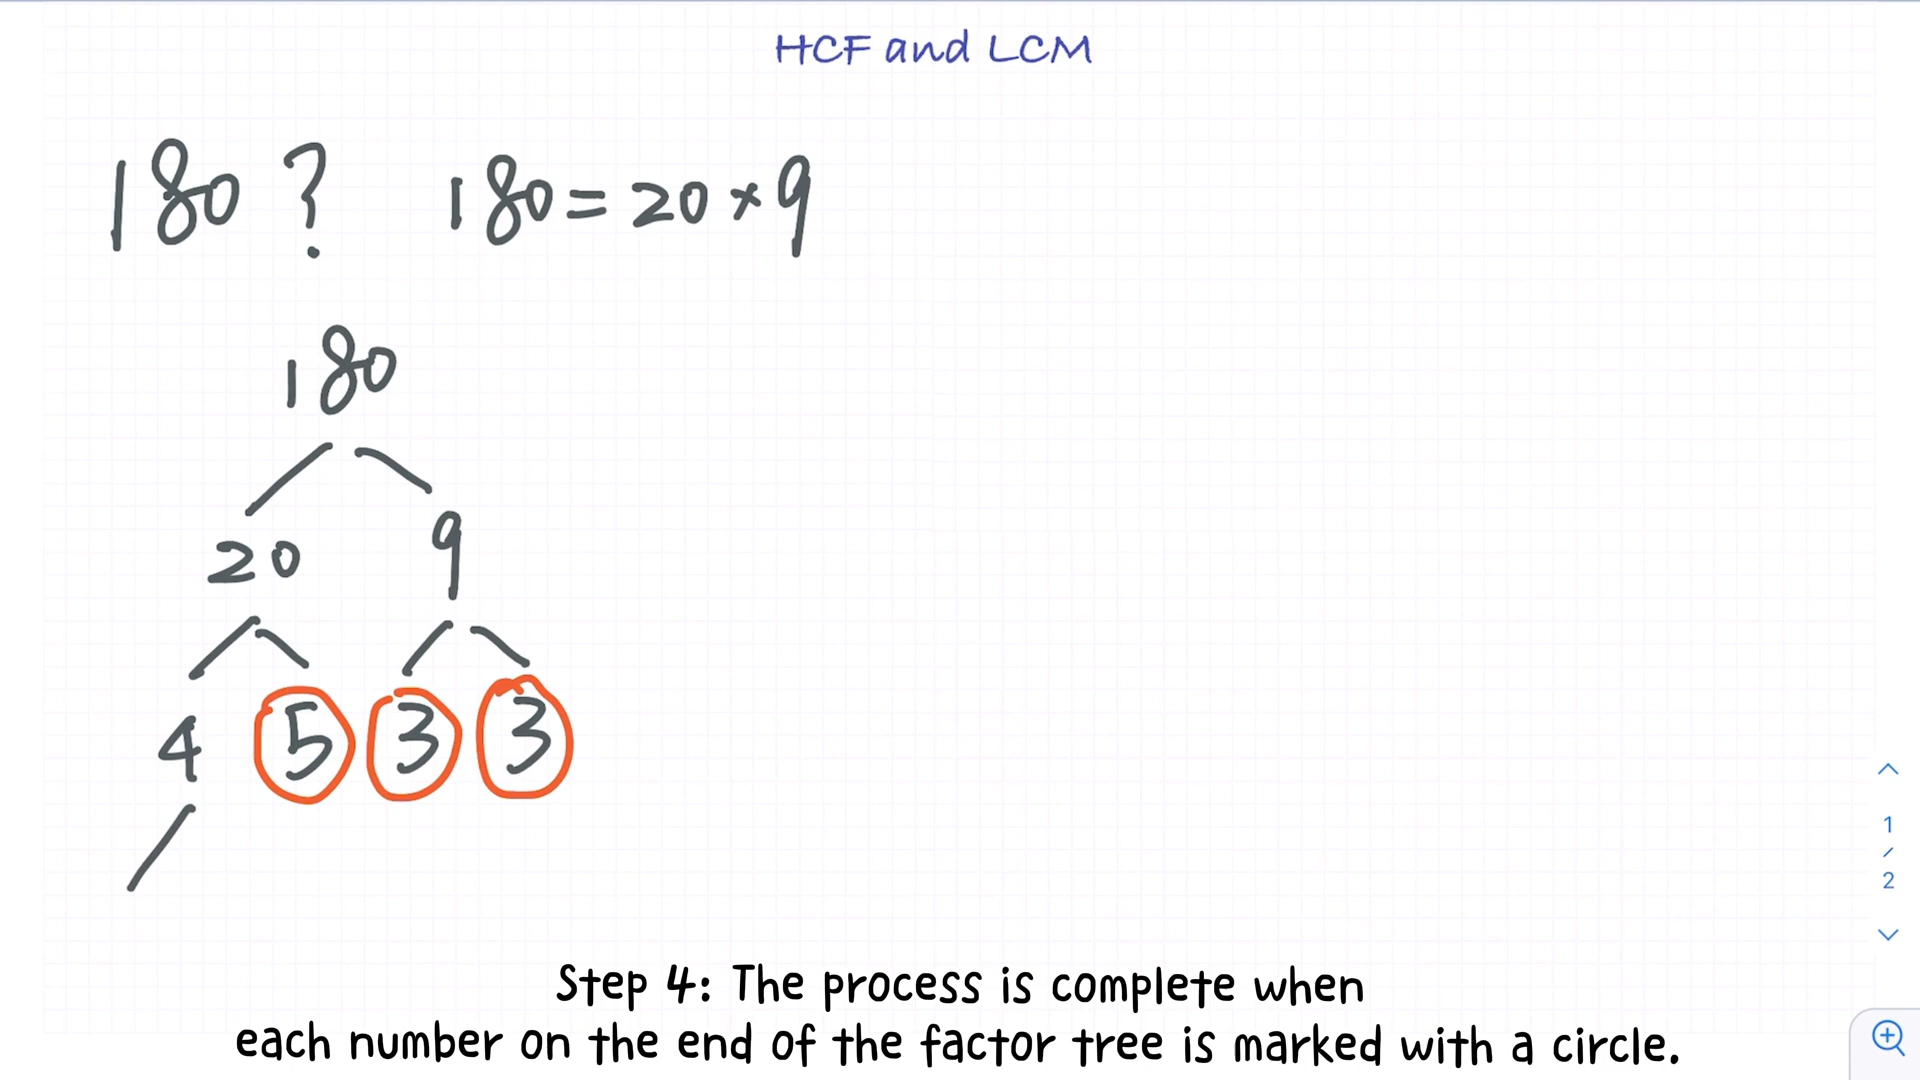 HCF and LCM
180 ? 180 = 20 × 9
180
20 9
4 5 3 3
1
/
2
Step 4: The process is complete when
each number on the end of the factor tree is marked with a circle.